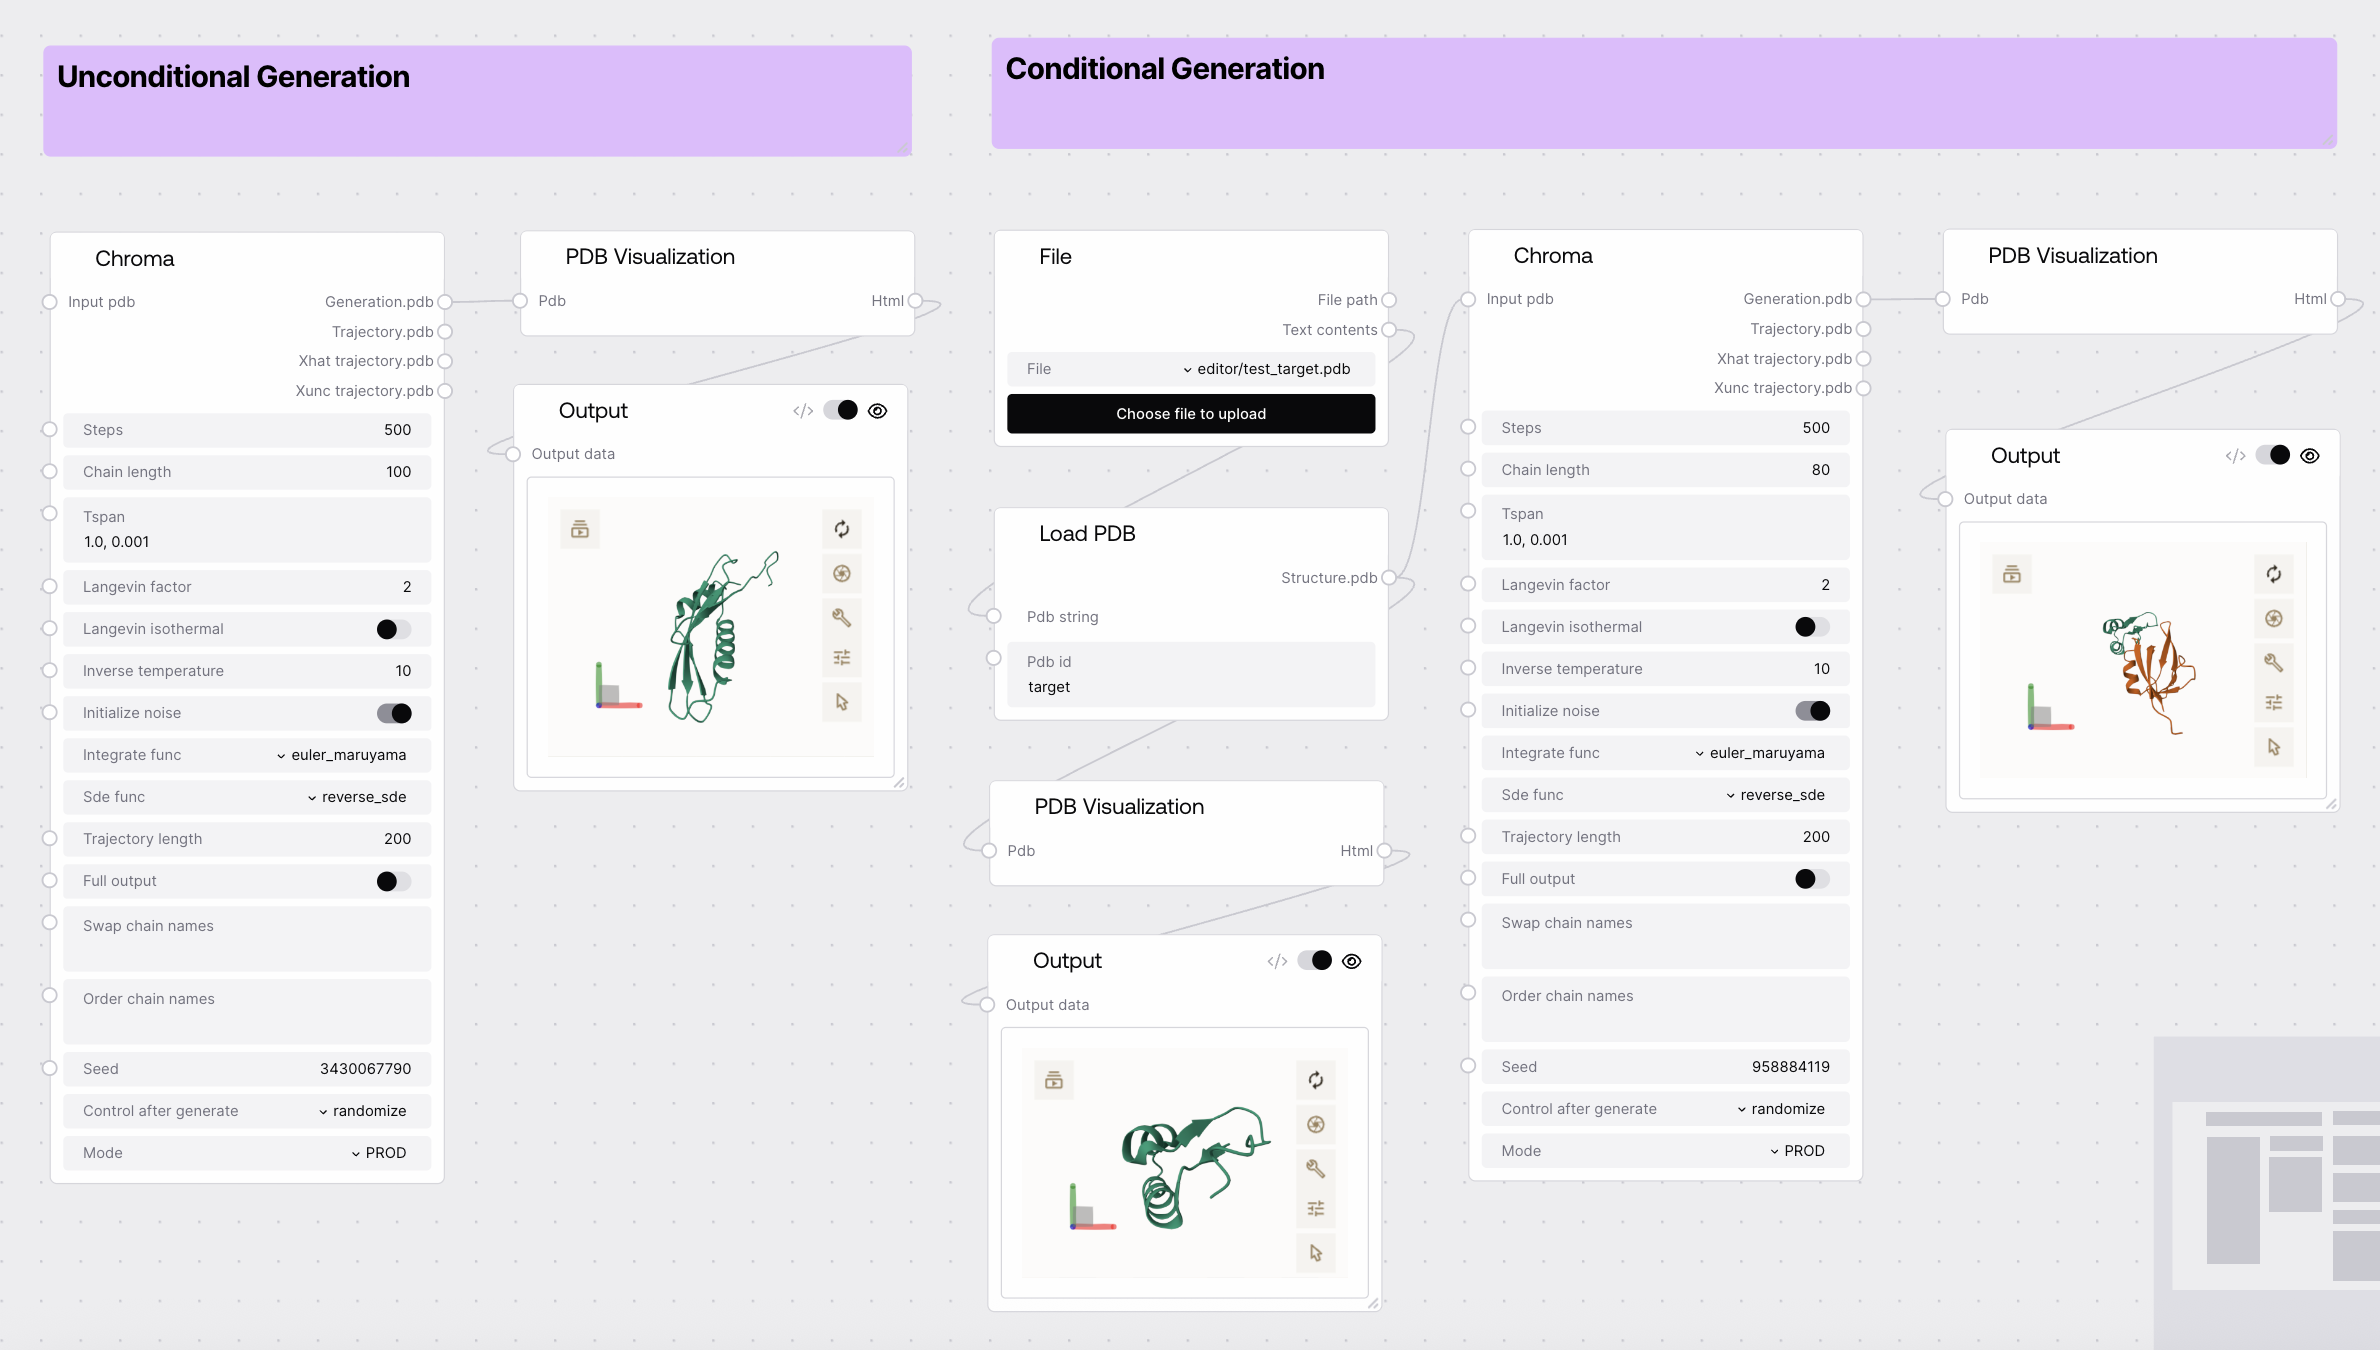 Unconditional Generation
Chroma
Input pdb
Generation.pdb
Trajectory.pdb
Xhat trajectory.pdb
Xunc trajectory.pdb
Steps 500
Chain length 100
Tspan
1.0, 0.001
Langevin factor 2
Langevin isothermal
Inverse temperature 10
Initialize noise
Integrate func euler_maruyama
Sde func reverse_sde
Trajectory length 200
Full output
Swap chain names
Order chain names
Seed 3430067790
Control after generate randomize
Mode PROD
PDB Visualization
Pdb Html
Output </>
Output data
Conditional Generation
File
File path
Text contents
File editor/test_target.pdb
Choose file to upload
Load PDB
Structure.pdb
Pdb string
Pdb id
target
PDB Visualization
Pdb Html
Output </>
Output data
Chroma
Input pdb Generation.pdb
Trajectory.pdb
Xhat trajectory.pdb
Xunc trajectory.pdb
Steps 500
Chain length 80
Tspan
1.0, 0.001
Langevin factor 2
Langevin isothermal
Inverse temperature 10
Initialize noise
Integrate func euler_maruyama
Sde func reverse_sde
Trajectory length 200
Full output
Swap chain names
Order chain names
Seed 958884119
Control after generate randomize
Mode PROD
PDB Visualization
Pdb Html
Output </>
Output data